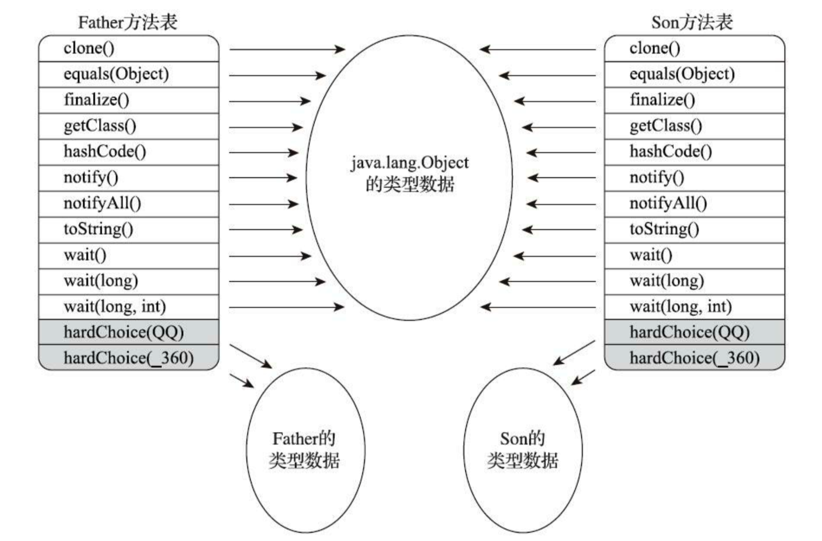 Father方法表
clone()
equals(Object)
finalize()
getClass()
hashCode()
notify()
notifyAll()
toString()
wait()
wait(long)
wait(long, int)
hardChoice(QQ)
hardChoice(_360)
java.lang.Object
的类型数据
Father的
类型数据
Son的
类型数据
Son方法表
clone()
equals(Object)
finalize()
getClass()
hashCode()
notify()
notifyAll()
toString()
wait()
wait(long)
wait(long, int)
hardChoice(QQ)
hardChoice(_360)